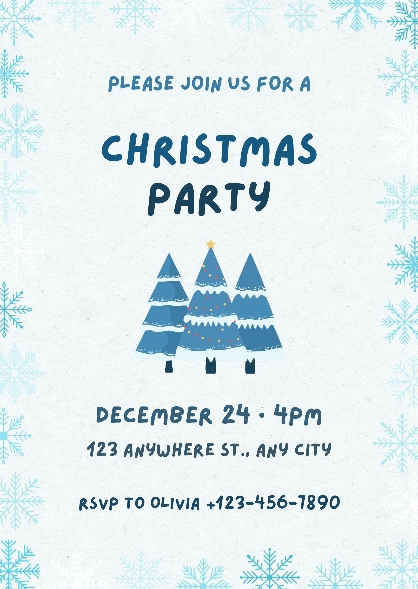 PLEASE JOIN US FOR A
CHRISTMAS
PARTY
DECEMBER 24 • 4PM
123 ANYWHERE ST., ANY CITY
RSVP TO OLIVIA +123-456-7890